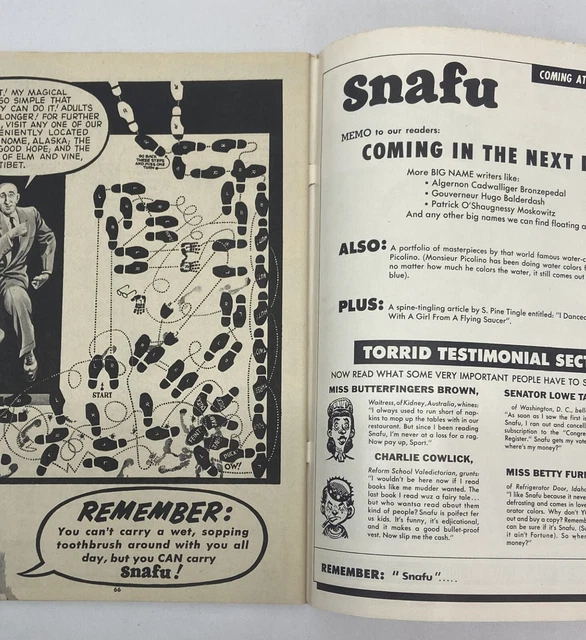 T! MY MAGICAL
SO SIMPLE THAT
Y CAN DO IT! ADULTS
LONGER! FOR FURTHER
, VISIT ANY ONE OF OUR
ENIENTLY LOCATED
NOME, ALASKA; THE
GOOD HOPE; AND THE
OF ELM AND VINE,
TIBET.
GO BACK
THREE STEPS
AND MISS ONE
TURN
START
OW!
REMEMBER:
You can't carry a wet, sopping
toothbrush around with you all
day, but you CAN carry
snafu!
66
snafu
COMING AT
MEMO to our readers:
COMING IN THE NEXT
More BIG NAME writers like:
• Algernon Cadwalliger Bronzepedal
• Gouverneur Hugo Balderdash
• Patrick O'Shaugnessy Moskowitz
And any other big names we can find floating a
ALSO: A portfolio of masterpieces by that world famous water-c
Picolino. (Monsieur Picolino has been doing water colors f
no matter how much he colors the water, it still comes out
blue).
PLUS: A spine-tingling article by S. Pine Tingle entitled: "I Danced
With A Girl From A Flying Saucer".
TORRID TESTIMONIAL SECT
NOW READ WHAT SOME VERY IMPORTANT PEOPLE HAVE TO S
MISS BUTTERFINGERS BROWN,
Waitress, of Kidney, Australia, whines:
"I always used to run short of nap-
kins to mop up the tables with in our
restaurant. But since I been reading
Snafu, I'm never at a loss for a rag.
Now pay up, Sport."
CHARLIE COWLICK,
Reform School Valedictorian, grunts:
"I wouldn't be here now if I read
books like me mudder wanted. The
last book I read wuz a fairy tale...
but who wantsa read about them
kind of people? Snafu is poifect fer
us kids. It's funny, it's edjicational,
and it makes a good bullet-proof
vest. Now slip me the cash."
SENATOR LOWE TA
of Washington, D. C., bel
"As soon as I saw the first i
Snafu, I ran out and cancell
subscription to the "Congre
Register." Snafu gets my vote
where's my money?"
MISS BETTY FUR
of Refrigerator Door, Idaho
"I like Snafu because it neve
defrosting and comes in love
orator colors. Why don't Y
out and buy a copy? Remem
can be sure if it's Snafu. (S
it ain't Fortune). So wher
money?"
REMEMBER: "Snafu".....